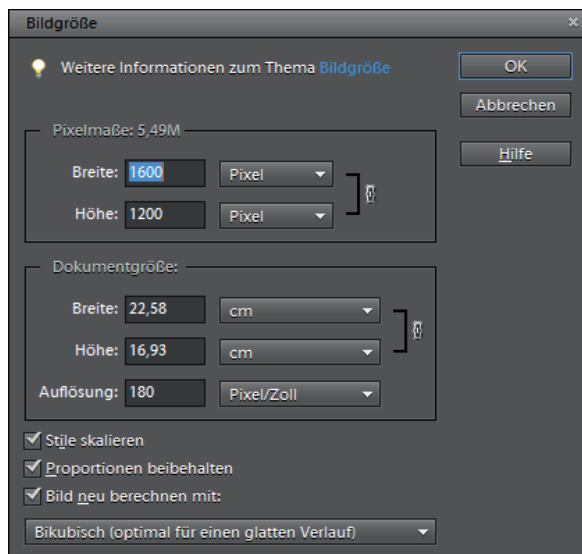 Bildgröße
Weitere Informationen zum Thema Bildgröße
OK
Abbrechen
Hilfe
Pixelmaße: 5,49M
Breite: 1600 Pixel
Höhe: 1200 Pixel
Dokumentgröße:
Breite: 22,58 cm
Höhe: 16,93 cm
Auflösung: 180 Pixel/Zoll
Stile skalieren
Proportionen beibehalten
Bild neu berechnen mit:
Bikubisch (optimal für einen glatten Verlauf)